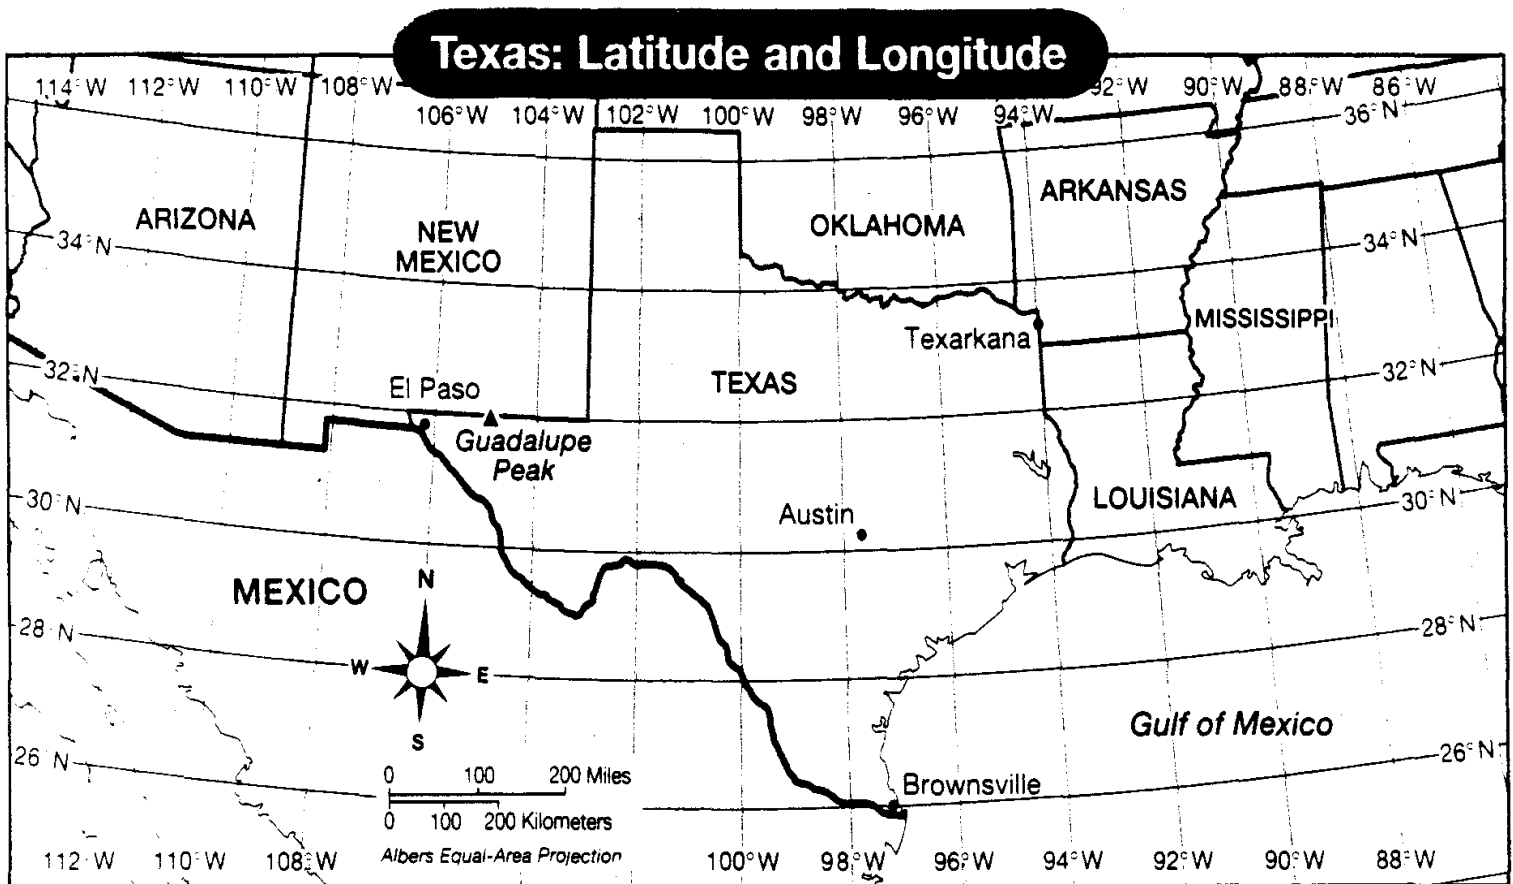 Texas: Latitude and Longitude
114°W 112°W 110°W 108°W 92°W 90°W 88°W 86°W
106°W 104°W 102°W 100°W 98°W 96°W 94°W 36°N
ARKANSAS
ARIZONA NEW OKLAHOMA
MEXICO
34°N 34°N
MISSISSIPPI
Texarkana
32°N 32°N
El Paso TEXAS
Guadalupe
Peak
30°N LOUISIANA 30°N
Austin
MEXICO N
28°N 28°N
W E
Gulf of Mexico
S
26°N 26°N
0 100 200 Miles
Brownsville
0 100 200 Kilometers
Albers Equal-Area Projection
112°W 110°W 108°W 100°W 98°W 96°W 94°W 92°W 90°W 88°W